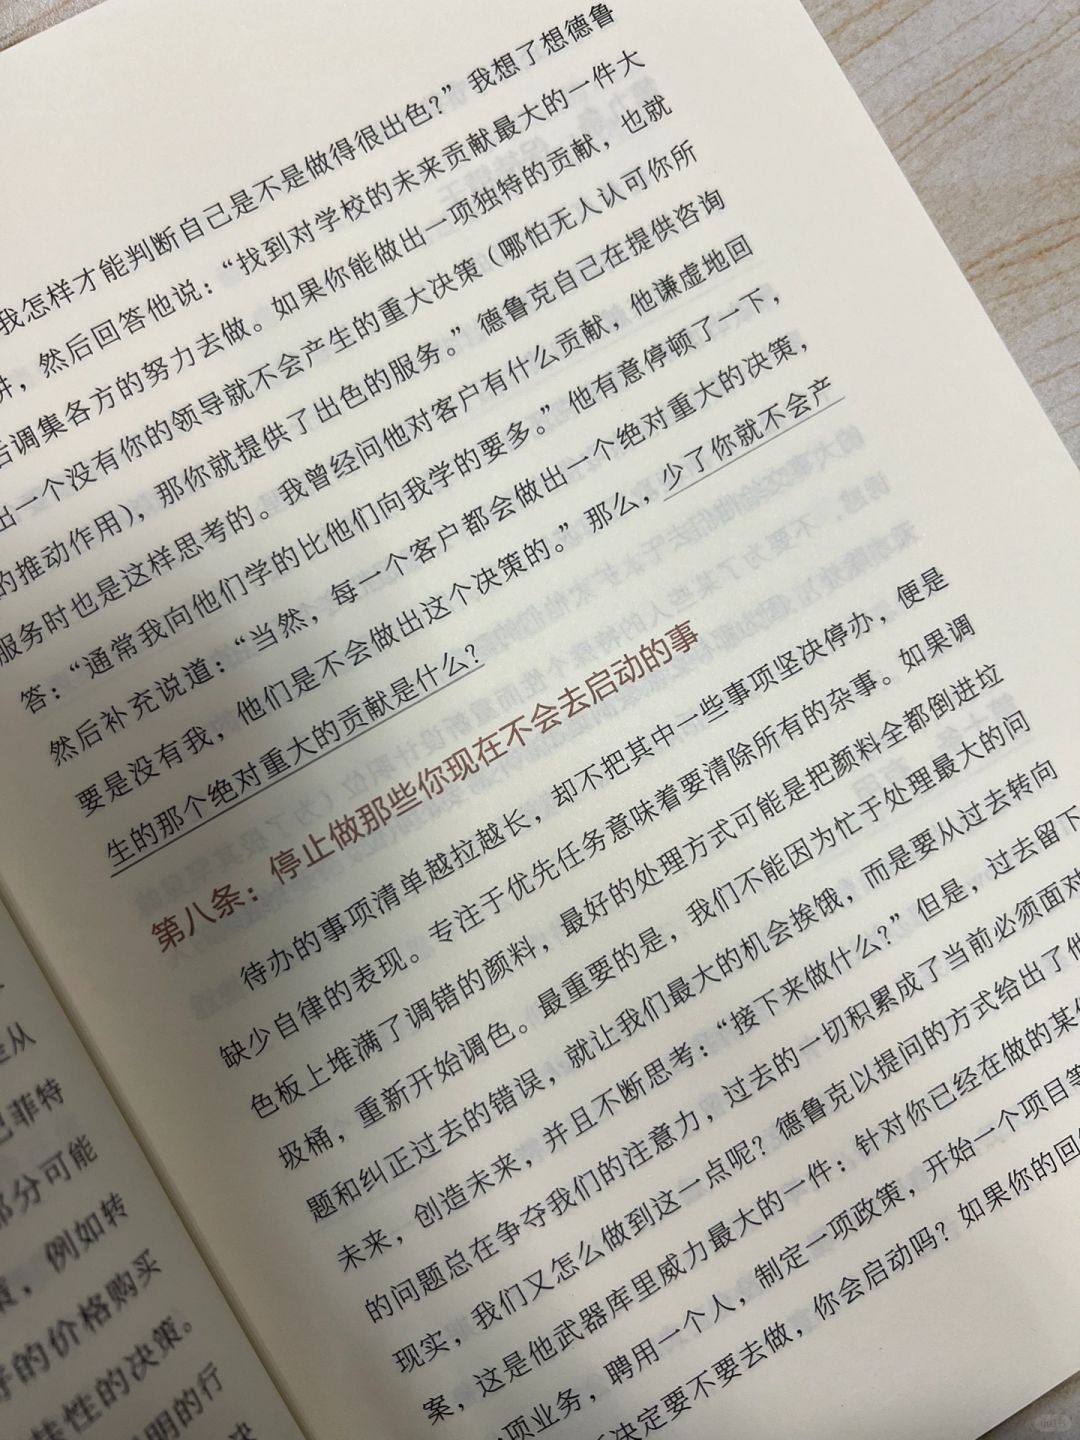 我怎样才能判断自己是不是做得很出色？”我想了想德鲁
讲，然后回答他说：“找到对学校的未来贡献最大的一件大
后调集各方的努力去做。如果你能做出一项独特的贡献，也就
出一个没有你的领导就不会产生的重大决策（哪怕无人认可你所
的推动作用），那你就提供了出色的服务。”德鲁克自己在提供咨询
服务时也是这样思考的。我曾经问他对客户有什么贡献，他谦虚地回
答：“通常我向他们学的比他们向我学的要多。”他有意停顿了一下，
然后补充说道：“当然，每一个客户都会做出一个绝对重大的决策，
要是没有我，他们是不会做出这个决策的。”那么，少了你就不会产
生的那个绝对重大的贡献是什么？
第八条：停止做那些你现在不会去启动的事
待办的事项清单越拉越长，却不把其中一些事项坚决停办，便是
缺少自律的表现。专注于优先任务意味着要清除所有的杂事。如果调
色板上堆满了调错的颜料，最好的处理方式可能是把颜料全都倒进垃
圾桶，重新开始调色。最重要的是，我们不能因为忙于处理最大的问
题和纠正过去的错误，就让我们最大的机会挨饿，而是要从过去转向
未来，创造未来，并且不断思考：“接下来做什么？”但是，过去留下
的问题总在争夺我们的注意力，过去的一切积累成了当前必须面对
现实，我们又怎么做到这一点呢？德鲁克以提问的方式给出了他
案，这是他武器库里威力最大的一件：针对你已经在做的某件
项业务，聘用一个人，制定一项政策，开始一个项目等
决定要不要去做，你会启动吗？如果你的回
从
巴菲特
部分可能
策，例如转
好的价格购买
性的决策。
明的行
决